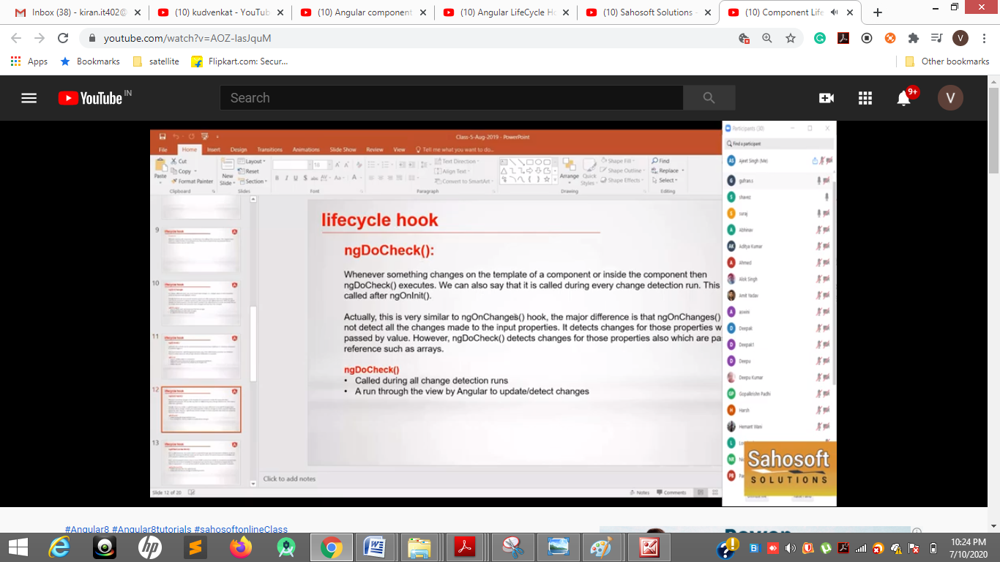 Inbox (38) - kiran.it402@
(10) kudvenkat - YouTub
(10) Angular component
(10) Angular LifeCycle Ho
(10) Sahosoft Solutions -
(10) Component Life
youtube.com/watch?v=AOZ-IasJquM
V
Apps
Bookmarks
satellite
Flipkart.com: Secur...
Other bookmarks
YouTube IN
Search
9+
V
Class-5-Aug-2019 - PowerPoint
File
Home
Insert
Design
Transitions
Animations
Slide Show
Review
View
Tell me what you want to do...
Paste
Cut
Copy
Format Painter
Clipboard
New Slide
Layout
Reset
Section
Slides
18
Font
Text Direction
Align Text
Convert to SmartArt
Paragraph
Arrange
Quick Styles
Shape Fill
Shape Outline
Shape Effects
Drawing
Find
Replace
Select
Editing
9
10
11
12
13
lifecycle hook
ngDoCheck():
Whenever something changes on the template of a component or inside the component then
ngDoCheck() executes. We can also say that it is called during every change detection run. This
called after ngOnInit().
Actually, this is very similar to ngOnChanges() hook, the major difference is that ngOnChanges()
not detect all the changes made to the input properties. It detects changes for those properties w
passed by value. However, ngDoCheck() detects changes for those properties also which are pa
reference such as arrays.
ngDoCheck()
• Called during all change detection runs
• A run through the view by Angular to update/detect changes
Click to add notes
Slide 12 of 20
Notes
Comments
Participants (30)
Find a participant
AS Ajeet Singh (Me)
G gufran.s
S shavez
S suraj
A Abhinav
AK Aditya Kumar
A Ahmed
Alok Singh
Amit Yadav
A aswini
D Deepak
D Deepak1
D Deepu
Deepu Kumar
GP Gopalkrishn Padhi
H Harsh
Hemant Wani
L
NR
PB
Sahosoft
SOLUTIONS
#Angular8 #Angular8tutorials #sahosoftonlineClass
10:24 PM
7/10/2020